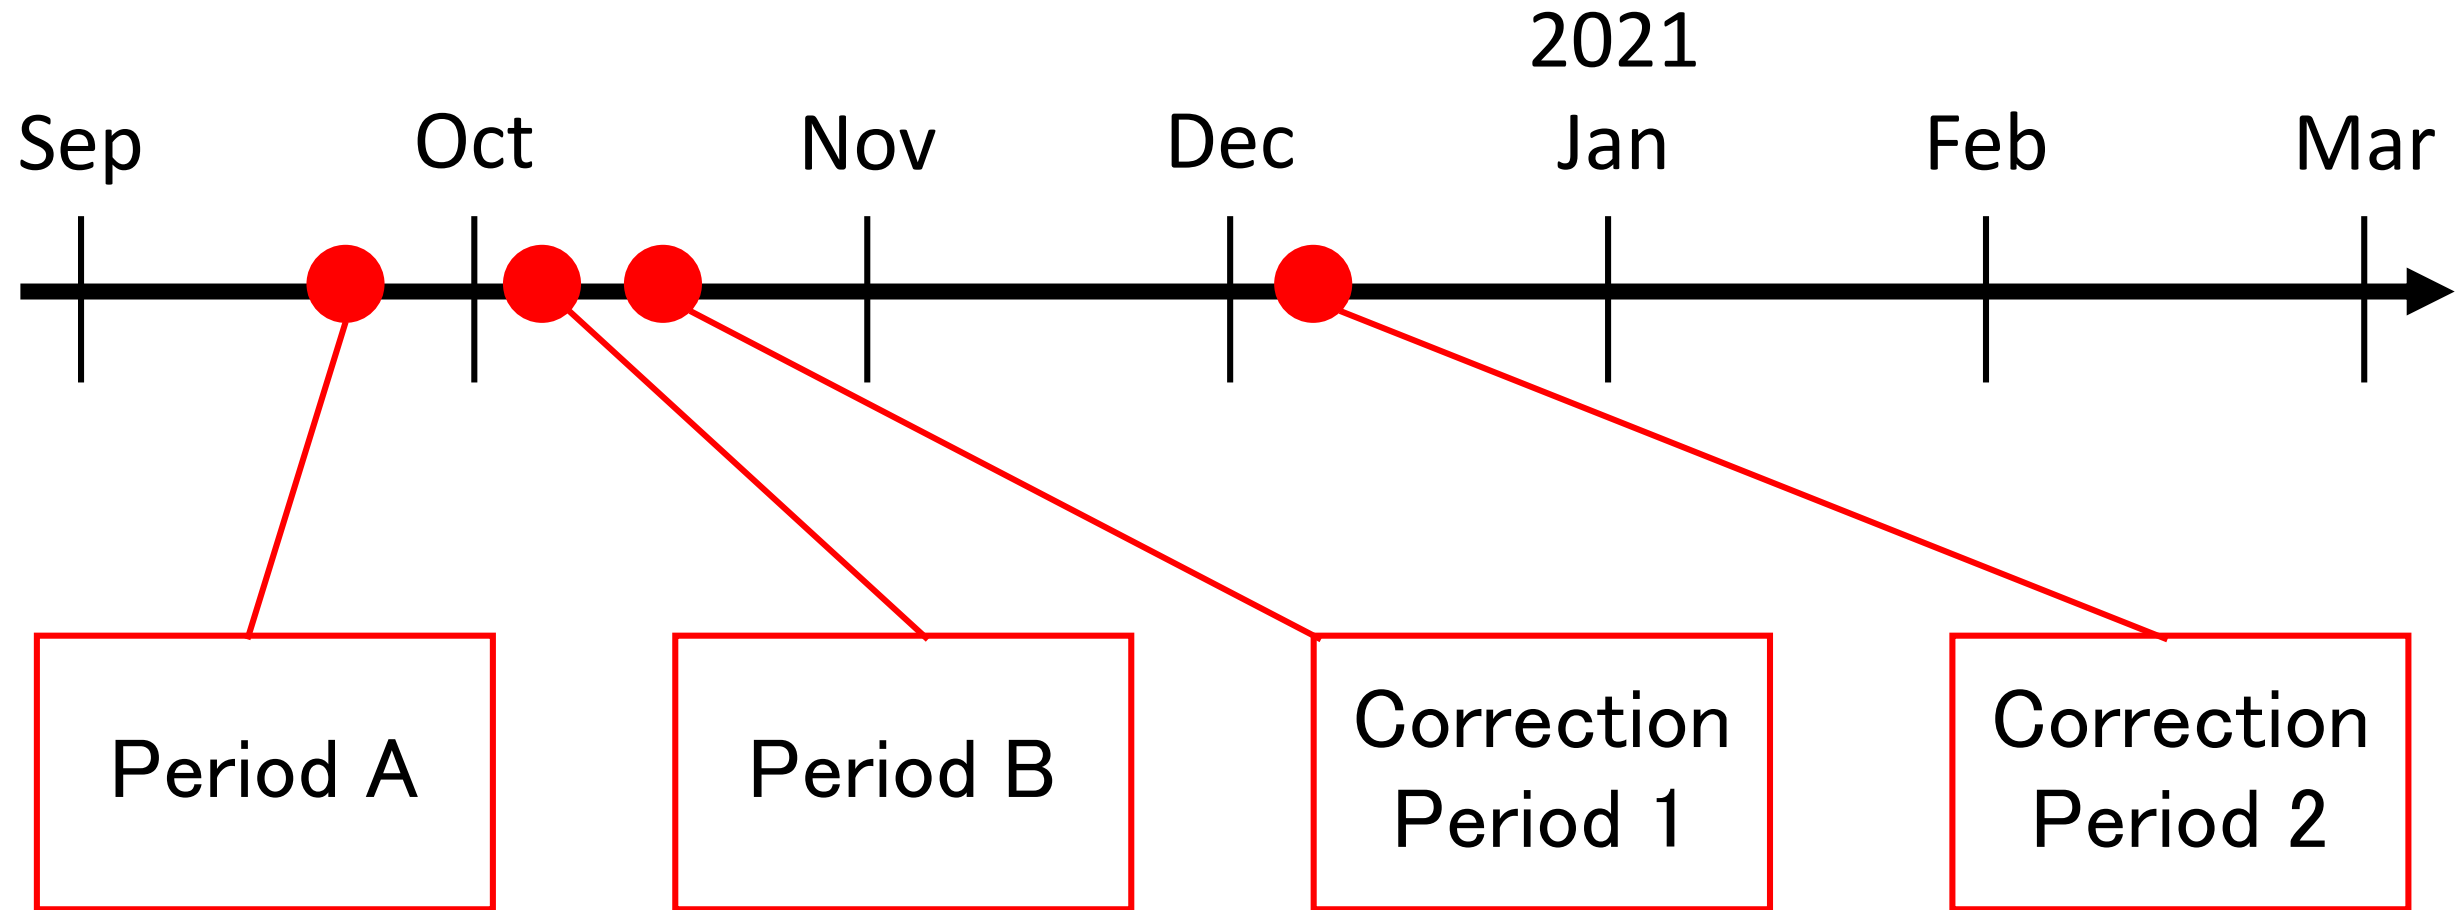 2021
Sep Oct Nov Dec Jan Feb Mar
Period A
Period B
Correction
Period 1
Correction
Period 2